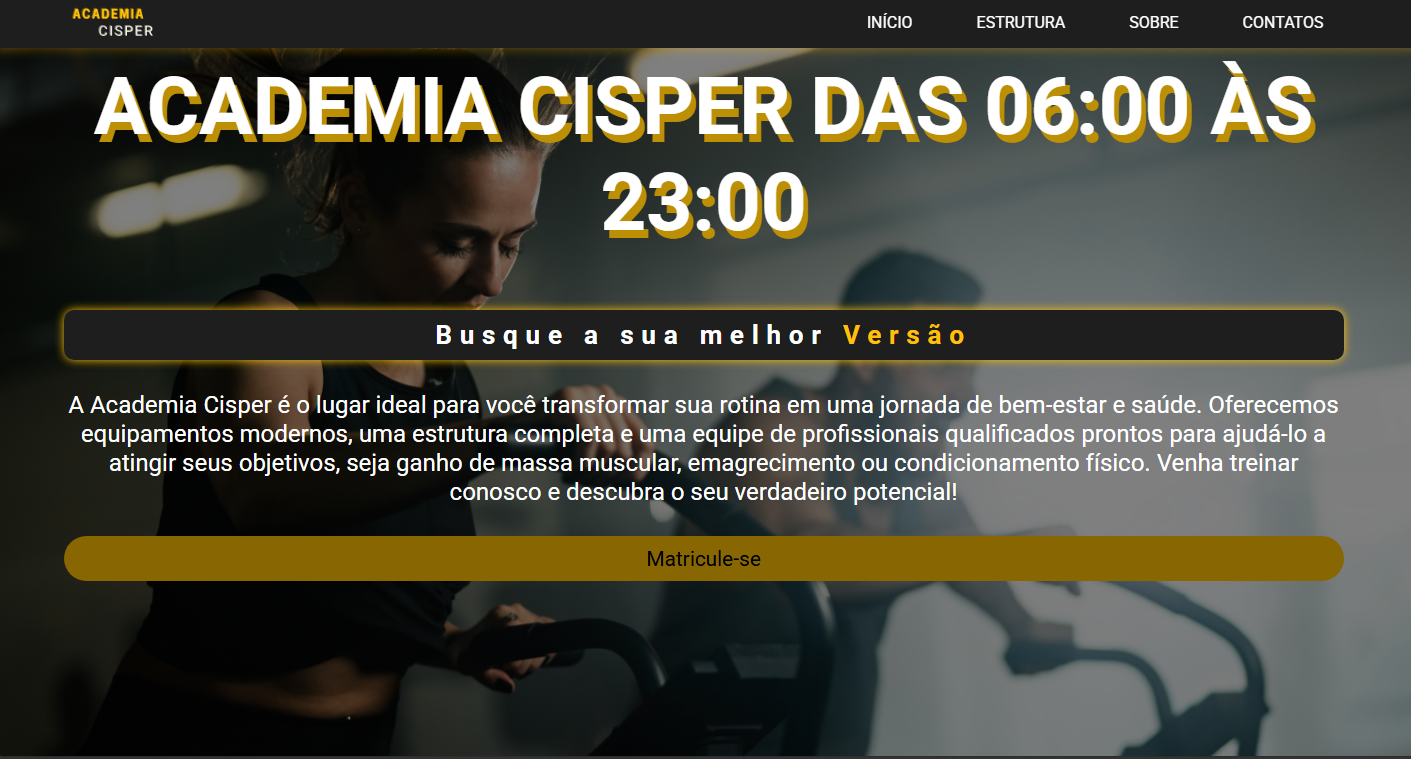 ACADEMIA
CISPER
INÍCIO ESTRUTURA SOBRE CONTATOS
ACADEMIA CISPER DAS 06:00 ÀS
23:00
Busque a sua melhor Versão
A Academia Cisper é o lugar ideal para você transformar sua rotina em uma jornada de bem-estar e saúde. Oferecemos
equipamentos modernos, uma estrutura completa e uma equipe de profissionais qualificados prontos para ajudá-lo a
atingir seus objetivos, seja ganho de massa muscular, emagrecimento ou condicionamento físico. Venha treinar
conosco e descubra o seu verdadeiro potencial!
Matricule-se